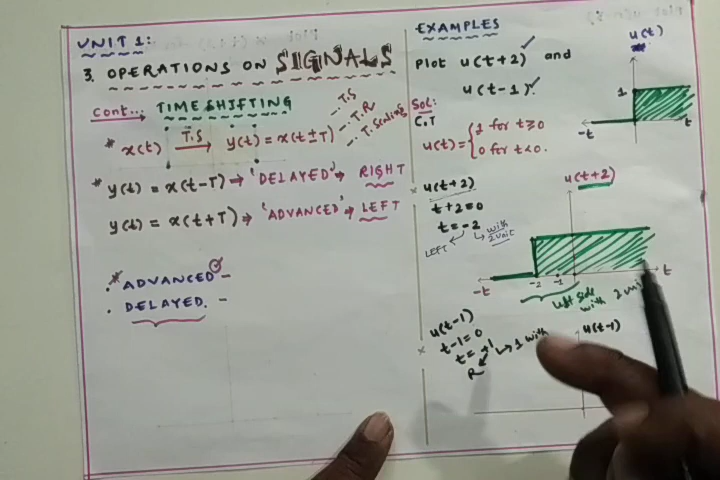 UNIT 1:
3. OPERATIONS ON SIGNALS
Cont... TIME SHIFTING
-- T.S
-- T.R
-- T. Scaling
* x(t) T.S → y(t) = x(t±T)
* y(t) = x(t-T) → 'DELAYED' → RIGHT
y(t) = x(t+T) → 'ADVANCED' → LEFT
* ADVANCED -
. DELAYED. -
EXAMPLES
Plot u(t+2) and
u(t-1).
Sol:
C.T
u(t) = { 1 for t≥0
0 for t<0.
u(t)
1
-t t
* u(t+2)
t+2=0
t=-2
LEFT with 2 unit
u(t+2)
-t -2 -1 t
left side
with 2 uni
x u(t-1)
t-1=0
t=+1
R 1 with
u(t-1)